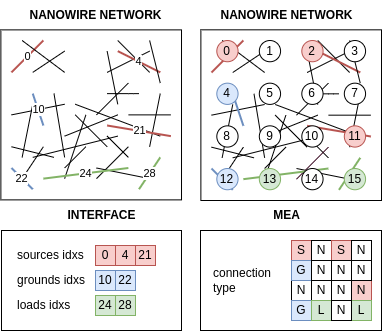 NANOWIRE NETWORK
0
4
10
21
22
24
28
NANOWIRE NETWORK
0 1 2 3
4 5 6 7
8 9 10 11
12 13 14 15
INTERFACE
sources idxs 0 4 21
grounds idxs 10 22
loads idxs 24 28
MEA
connection
type
S N S N
G N N N
N N N N
G L N L